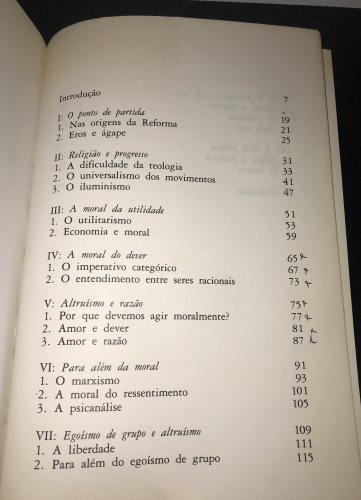 Introdução 7
I: O ponto de partida 19
1. Nas origens da Reforma 21
2. Eros e ágape 25
II: Religião e progresso 31
1. A dificuldade da teologia 33
2. O universalismo dos movimentos 41
3. O iluminismo 47
III: A moral da utilidade 51
1. O utilitarismo 53
2. Economia e moral 59
IV: A moral do dever 65
1. O imperativo categórico 67
2. O entendimento entre seres racionais 73
V: Altruísmo e razão 75
1. Por que devemos agir moralmente? 77
2. Amor e dever 81
3. Amor e razão 87
VI: Para além da moral 91
1. O marxismo 93
2. A moral do ressentimento 101
3. A psicanálise 105
VII: Egoísmo de grupo e altruísmo 109
1. A liberdade 111
2. Para além do egoísmo de grupo 115